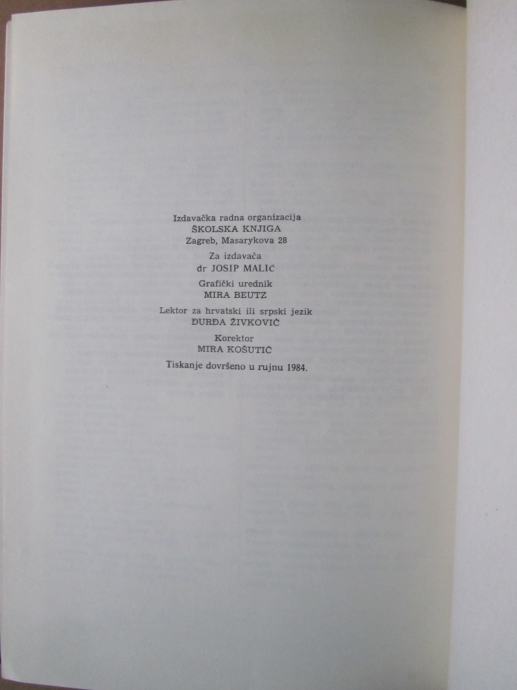 Izdavačka radna organizacija
ŠKOLSKA KNJIGA
Zagreb, Masarykova 28
Za izdavača
dr JOSIP MALIĆ
Grafički urednik
MIRA BEUTZ
Lektor za hrvatski ili srpski jezik
ĐURĐA ŽIVKOVIĆ
Korektor
MIRA KOŠUTIĆ
Tiskanje dovršeno u rujnu 1984.